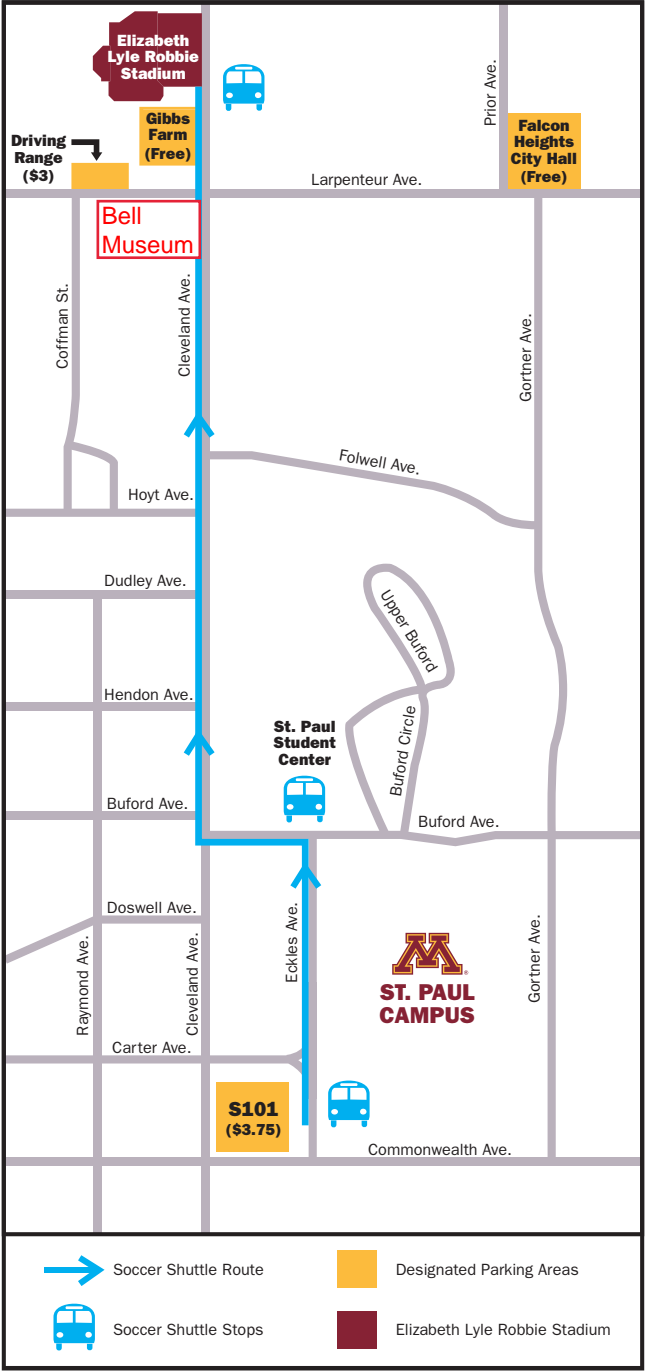 Elizabeth
Lyle Robbie
Stadium
Gibbs
Farm
(Free)
Driving
Range
($3)
Prior Ave.
Falcon
Heights
City Hall
(Free)
Larpenteur Ave.
Bell
Museum
Coffman St.
Cleveland Ave.
Gortner Ave.
Folwell Ave.
Hoyt Ave.
Dudley Ave.
Upper Buford
Hendon Ave.
Buford Circle
St. Paul
Student
Center
Buford Ave.
Buford Ave.
Doswell Ave.
Eckles Ave.
Raymond Ave.
Cleveland Ave.
Gortner Ave.
M®
ST. PAUL
CAMPUS
Carter Ave.
S101
($3.75)
Commonwealth Ave.
Soccer Shuttle Route
Designated Parking Areas
Soccer Shuttle Stops
Elizabeth Lyle Robbie Stadium